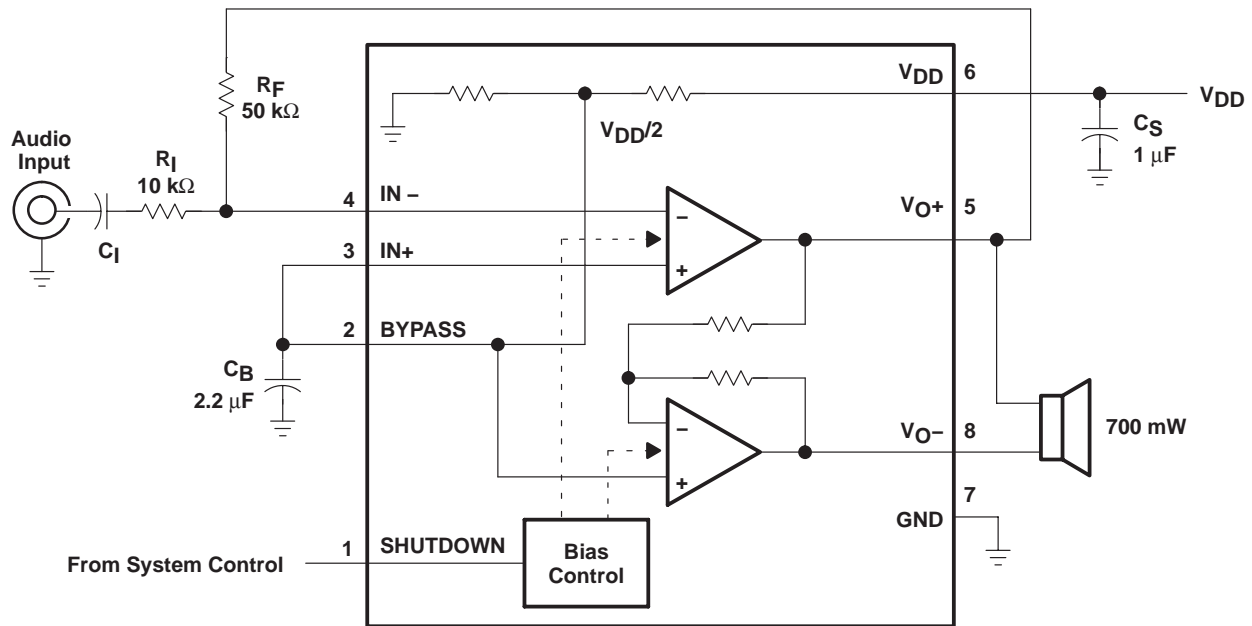 RF
50 kΩ
Audio
Input
RI
10 kΩ
CI
4 IN −
3 IN+
2 BYPASS
CB
2.2 μF
1 SHUTDOWN
From System Control
VDD/2
−
+
−
+
Bias
Control
VDD 6
VDD
CS
1 μF
VO+ 5
VO− 8
700 mW
7
GND